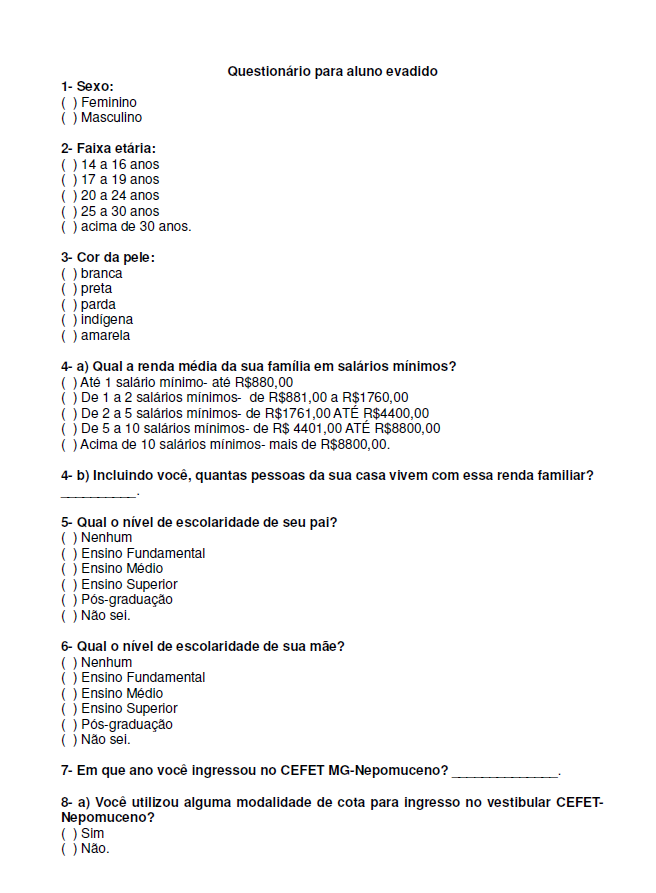 Questionário para aluno evadido
1- Sexo:
( ) Feminino
( ) Masculino
2- Faixa etária:
( ) 14 a 16 anos
( ) 17 a 19 anos
( ) 20 a 24 anos
( ) 25 a 30 anos
( ) acima de 30 anos.
3- Cor da pele:
( ) branca
( ) preta
( ) parda
( ) indígena
( ) amarela
4- a) Qual a renda média da sua família em salários mínimos?
( ) Até 1 salário mínimo- até R$880,00
( ) De 1 a 2 salários mínimos- de R$881,00 a R$1760,00
( ) De 2 a 5 salários mínimos- de R$1761,00 ATÉ R$4400,00
( ) De 5 a 10 salários mínimos- de R$ 4401,00 ATÉ R$8800,00
( ) Acima de 10 salários mínimos- mais de R$8800,00.
4- b) Incluindo você, quantas pessoas da sua casa vivem com essa renda familiar?
__________.
5- Qual o nível de escolaridade de seu pai?
( ) Nenhum
( ) Ensino Fundamental
( ) Ensino Médio
( ) Ensino Superior
( ) Pós-graduação
( ) Não sei.
6- Qual o nível de escolaridade de sua mãe?
( ) Nenhum
( ) Ensino Fundamental
( ) Ensino Médio
( ) Ensino Superior
( ) Pós-graduação
( ) Não sei.
7- Em que ano você ingressou no CEFET MG-Nepomuceno? ______________.
8- a) Você utilizou alguma modalidade de cota para ingresso no vestibular CEFET-
Nepomuceno?
( ) Sim
( ) Não.